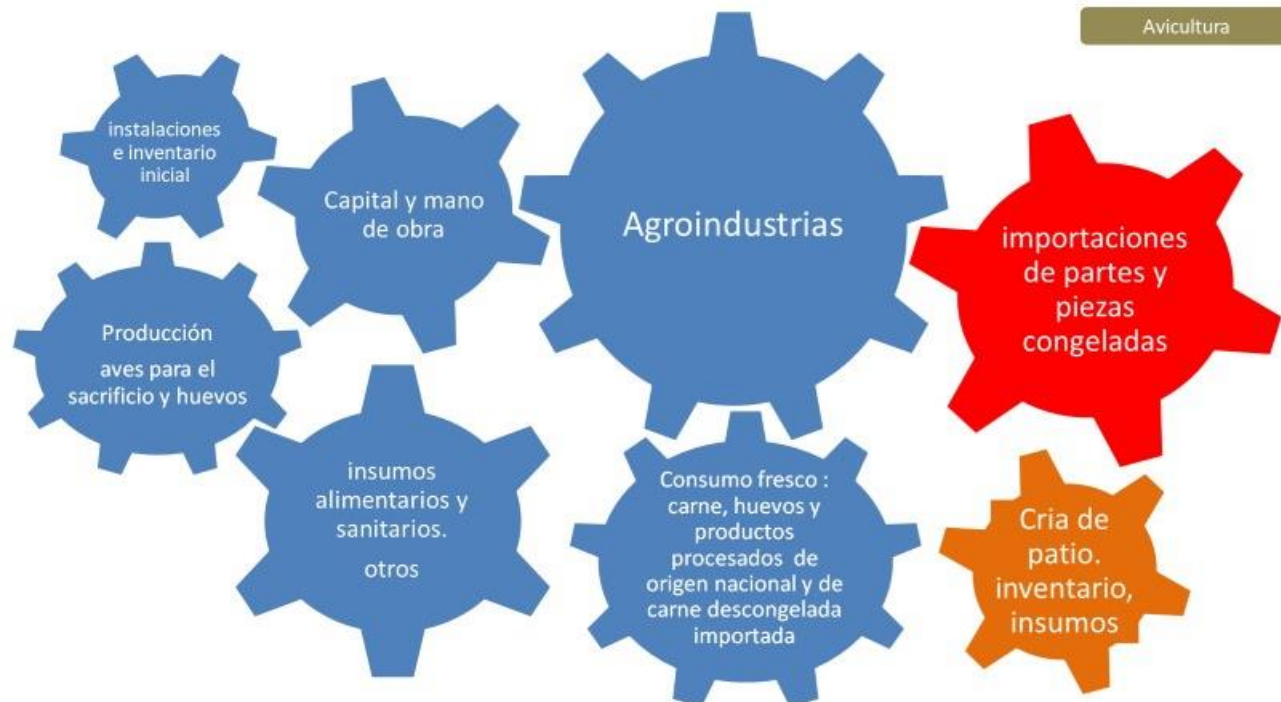 Avicultura
instalaciones
e inventario
inicial
Capital y mano
de obra
Agroindustrias
importaciones
de partes y
piezas
congeladas
Producción
aves para el
sacrificio y huevos
insumos
alimentarios y
sanitarios.
otros
Consumo fresco :
carne, huevos y
productos
procesados de
origen nacional y de
carne descongelada
importada
Cria de
patio.
inventario,
insumos